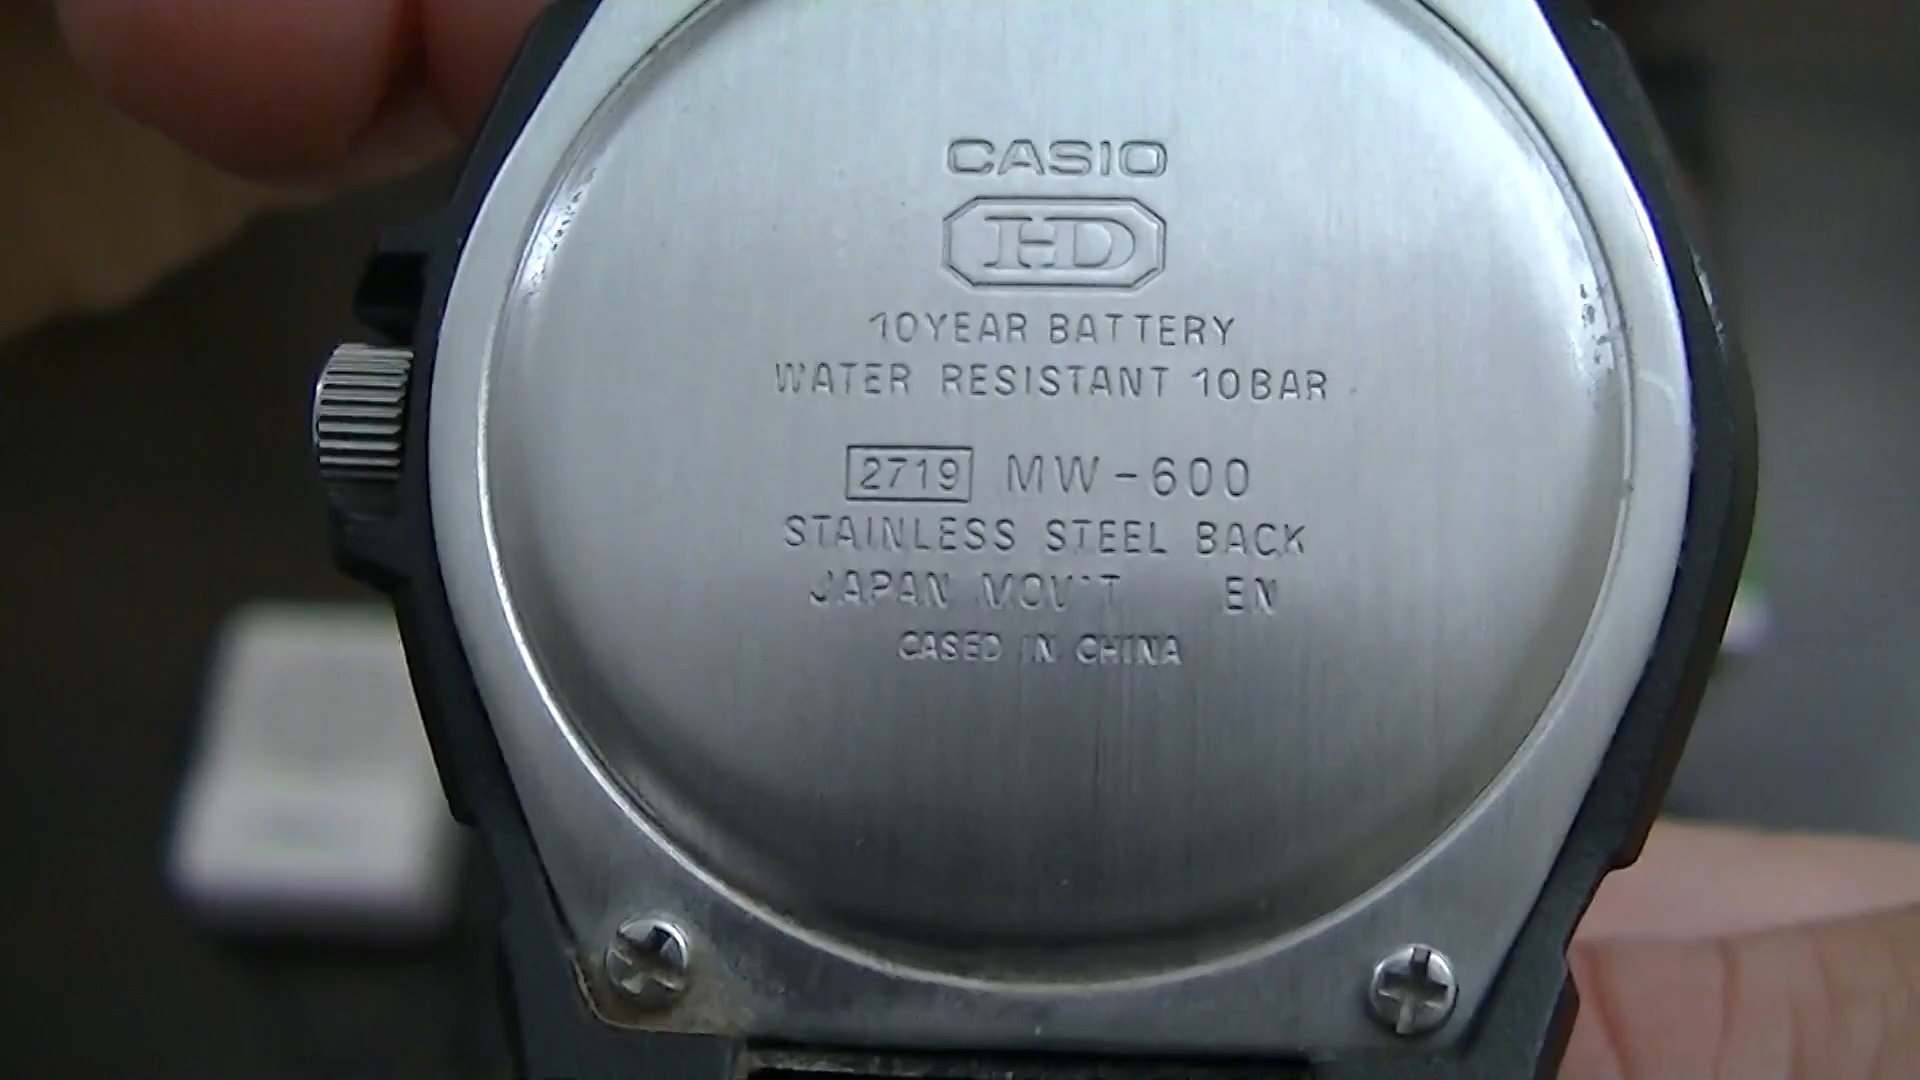 CASIO
HD
10YEAR BATTERY
WATER RESISTANT 10BAR
2719 MW-600
STAINLESS STEEL BACK
JAPAN MOV'T EN
CASED IN CHINA